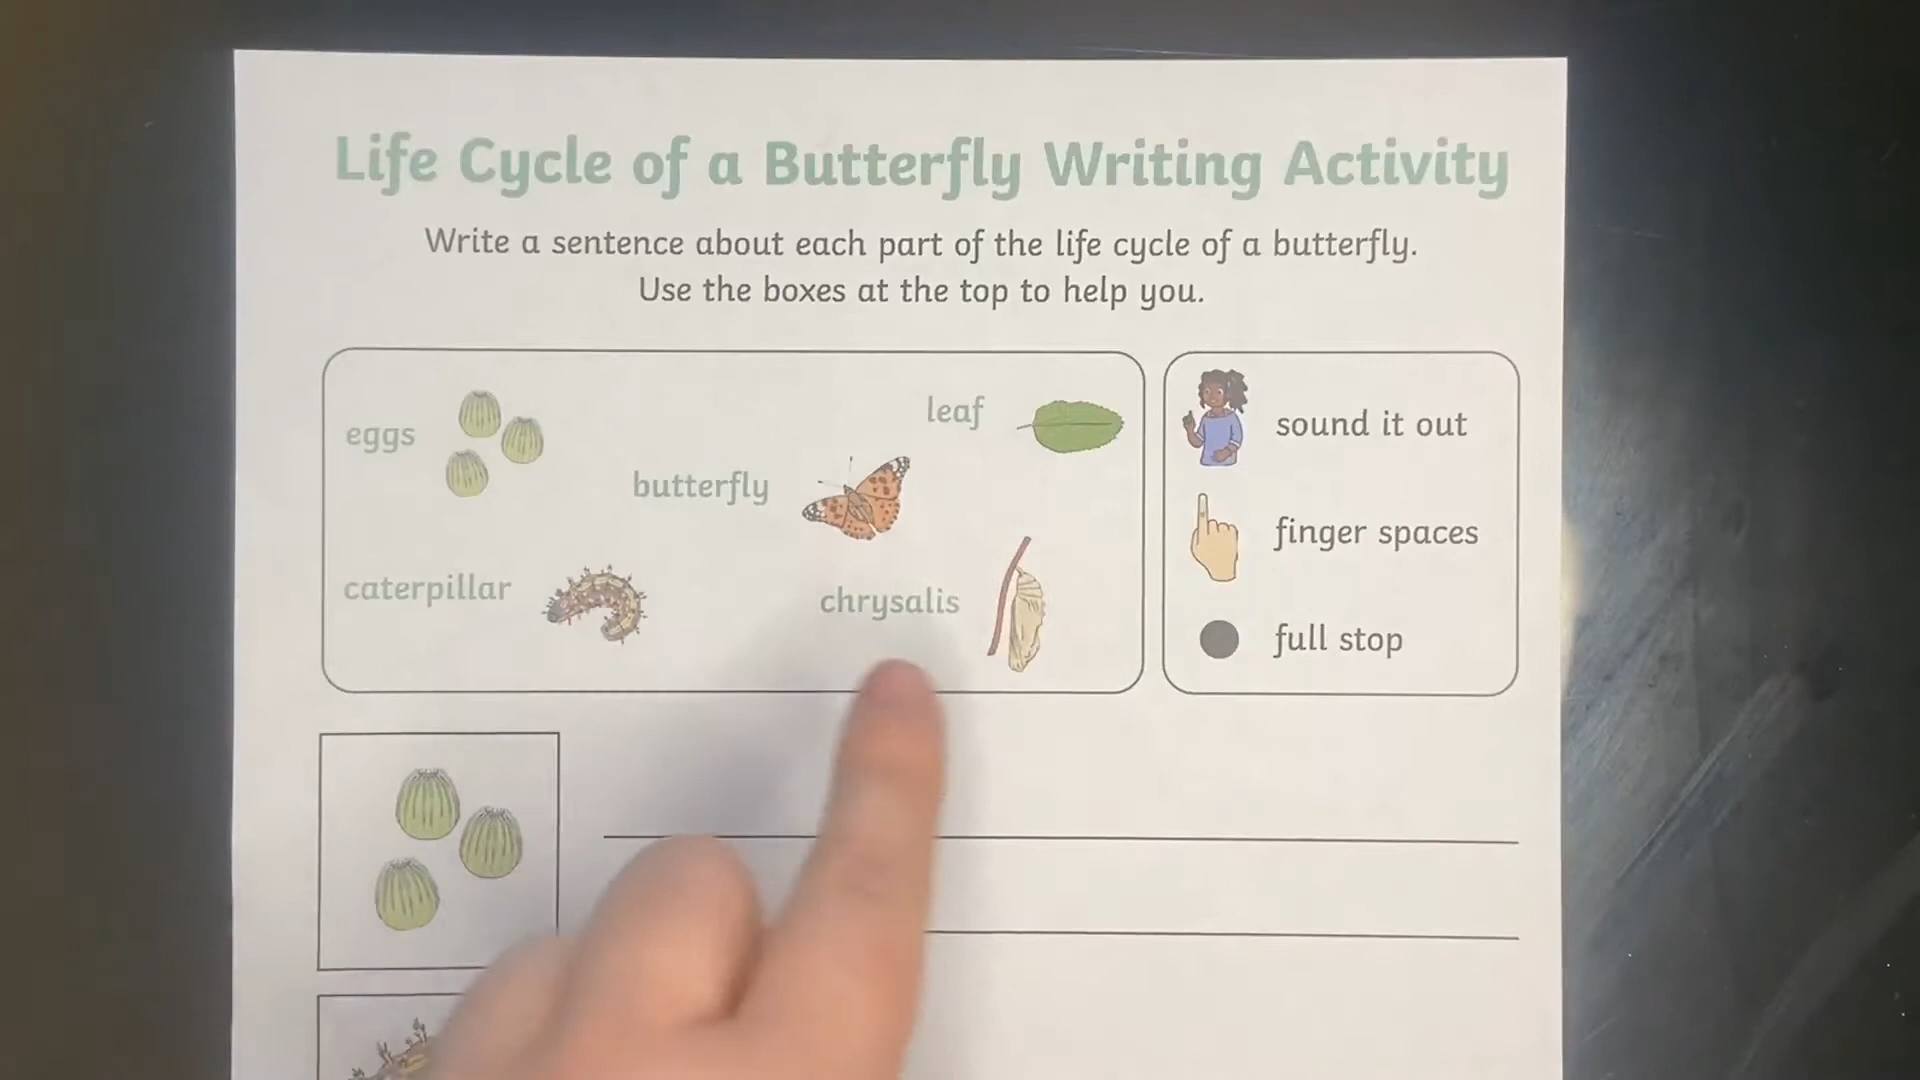 Life Cycle of a Butterfly Writing Activity
Write a sentence about each part of the life cycle of a butterfly.
Use the boxes at the top to help you.
eggs
leaf
butterfly
caterpillar
chrysalis
sound it out
finger spaces
full stop